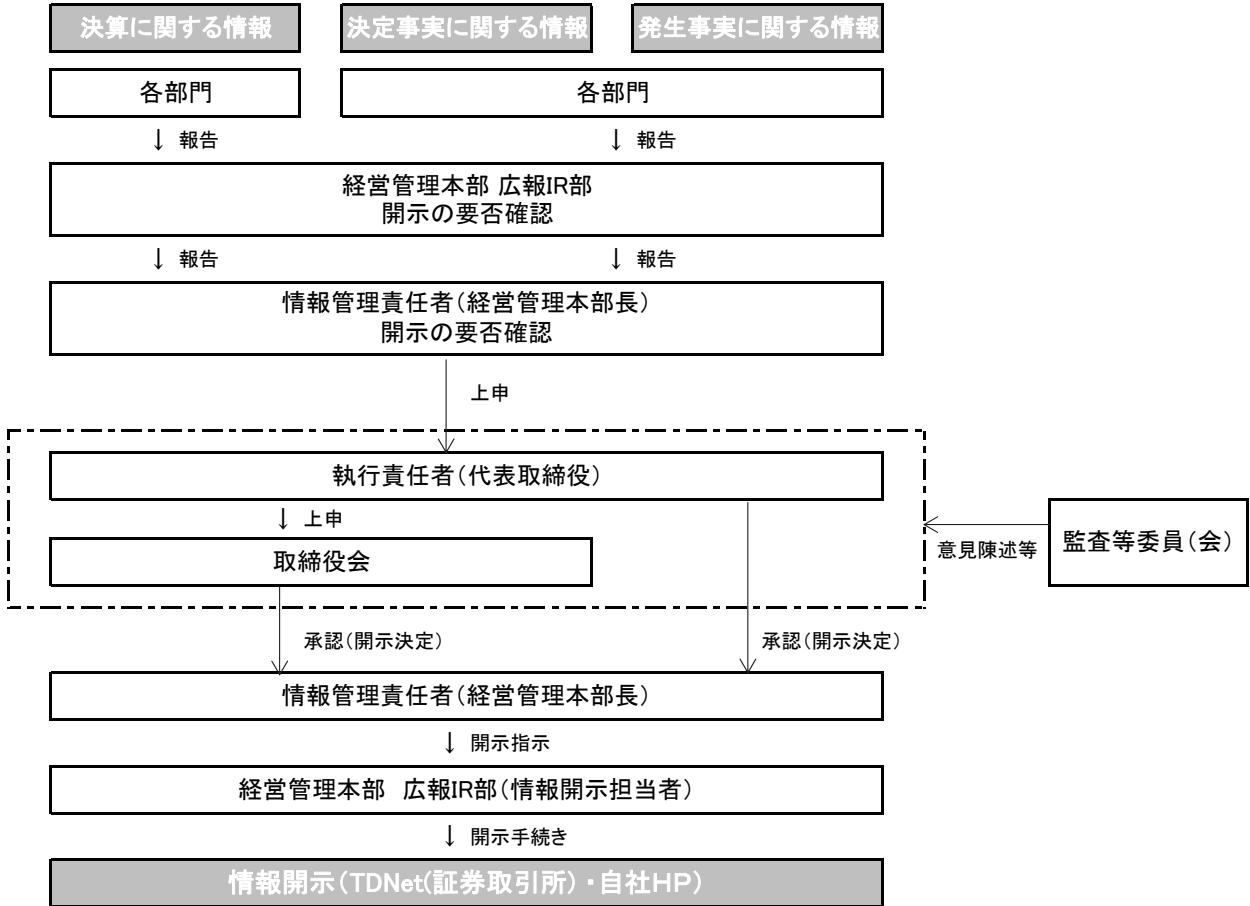 決算に関する情報
決定事実に関する情報
発生事実に関する情報
各部門
各部門
↓ 報告
↓ 報告
経営管理本部 広報IR部
開示の要否確認
↓ 報告
↓ 報告
情報管理責任者(経営管理本部長)
開示の要否確認
上申
執行責任者(代表取締役)
↓ 上申
取締役会
意見陳述等
監査等委員(会)
承認(開示決定)
承認(開示決定)
情報管理責任者(経営管理本部長)
↓ 開示指示
経営管理本部 広報IR部(情報開示担当者)
↓ 開示手続き
情報開示(TDNet(証券取引所)・自社HP)